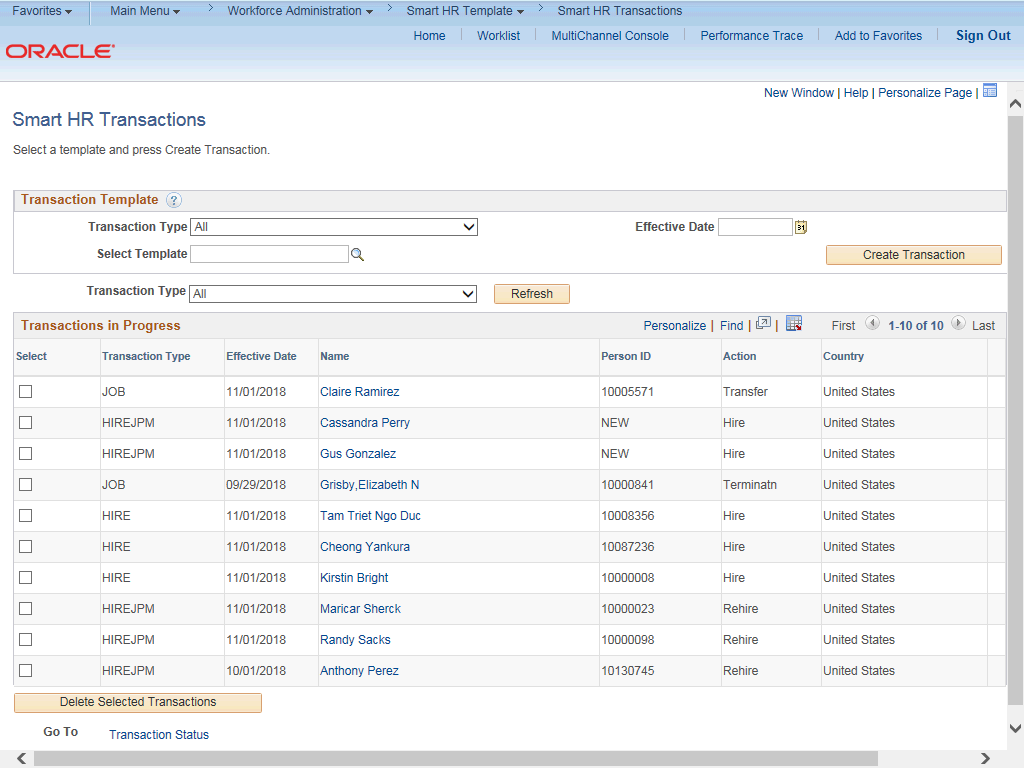 Favorites Main Menu > Workforce Administration > Smart HR Template > Smart HR Transactions
Home Worklist MultiChannel Console Performance Trace Add to Favorites Sign Out
ORACLE
New Window | Help | Personalize Page |
Smart HR Transactions
Select a template and press Create Transaction.
Transaction Template ?
Transaction Type All Effective Date 31
Select Template Create Transaction
Transaction Type All Refresh
Transactions in Progress Personalize | Find | | First 1-10 of 10 Last
Select Transaction Type Effective Date Name Person ID Action Country
JOB 11/01/2018 Claire Ramirez 10005571 Transfer United States
HIREJPM 11/01/2018 Cassandra Perry NEW Hire United States
HIREJPM 11/01/2018 Gus Gonzalez NEW Hire United States
JOB 09/29/2018 Grisby,Elizabeth N 10000841 Terminatn United States
HIRE 11/01/2018 Tam Triet Ngo Duc 10008356 Hire United States
HIRE 11/01/2018 Cheong Yankura 10087236 Hire United States
HIRE 11/01/2018 Kirstin Bright 10000008 Hire United States
HIREJPM 11/01/2018 Maricar Sherck 10000023 Rehire United States
HIREJPM 11/01/2018 Randy Sacks 10000098 Rehire United States
HIREJPM 10/01/2018 Anthony Perez 10130745 Rehire United States
Delete Selected Transactions
Go To Transaction Status